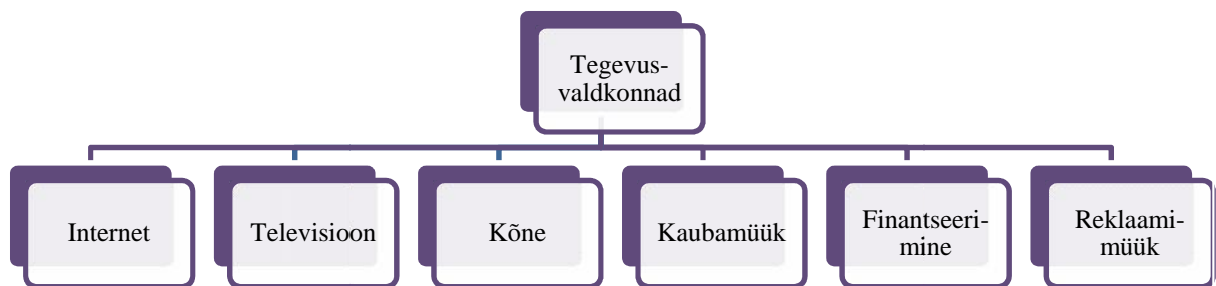 Tegevus-
valdkonnad
Internet
Televisioon
Kõne
Kaubamüük
Finantseeri-
mine
Reklaami-
müük